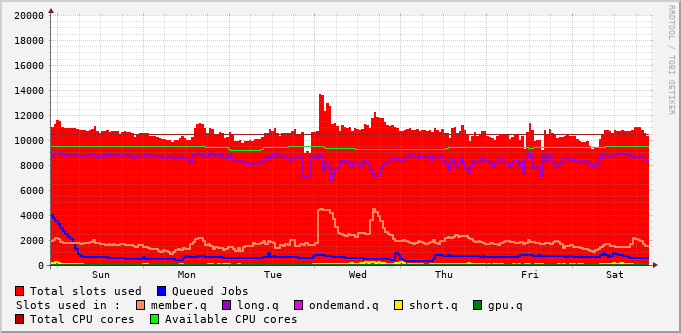 20000
18000
16000
14000
12000
10000
8000
6000
4000
2000
0
Sun Mon Tue Wed Thu Fri Sat
RRDTOOL / TOBI OETIKER
Total slots used Queued Jobs
Slots used in : member.q long.q ondemand.q short.q gpu.q
Total CPU cores Available CPU cores